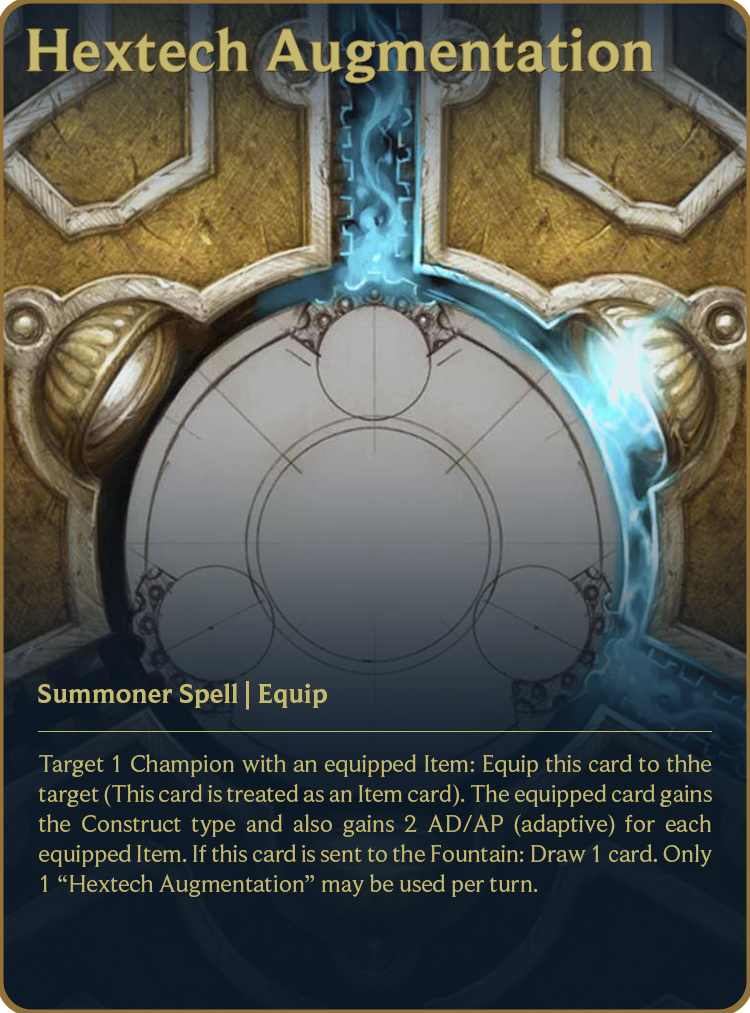 Hextech Augmentation
Summoner Spell | Equip
Target 1 Champion with an equipped Item: Equip this card to thhe
target (This card is treated as an Item card). The equipped card gains
the Construct type and also gains 2 AD/AP (adaptive) for each
equipped Item. If this card is sent to the Fountain: Draw 1 card. Only
1 “Hextech Augmentation” may be used per turn.